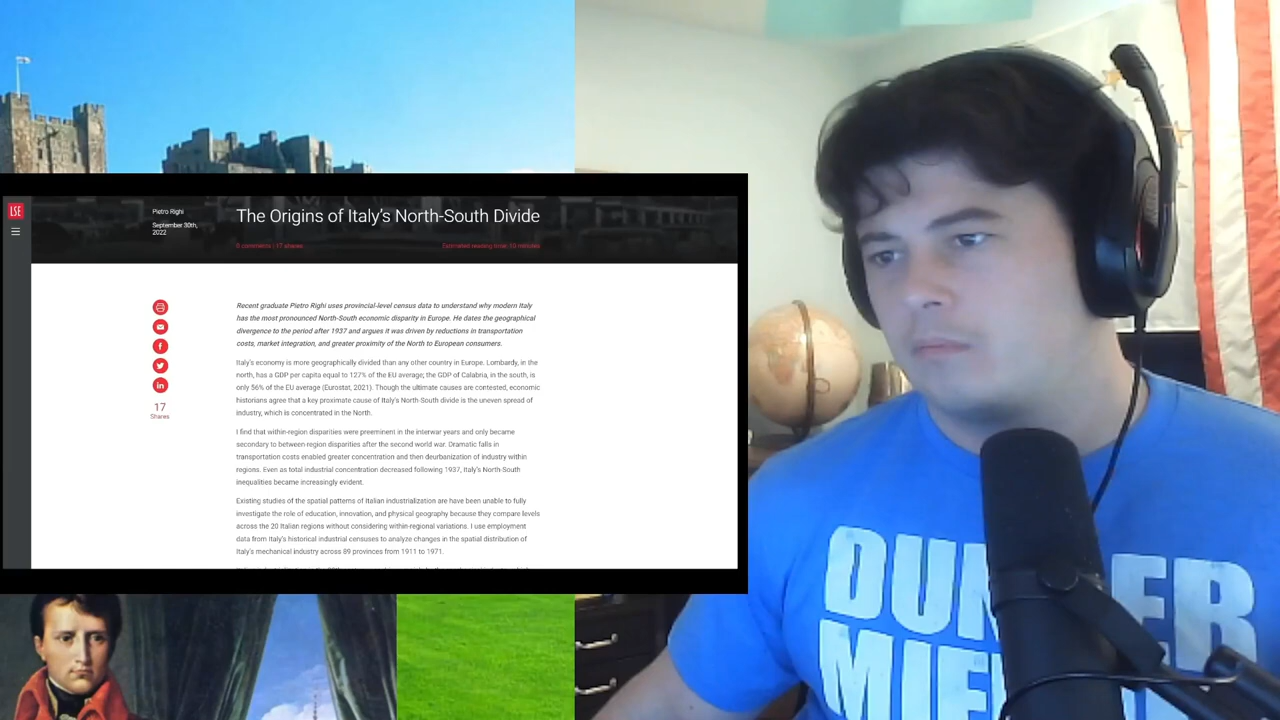 LSE
Pietro Righi
September 30th,
2022
The Origins of Italy's North-South Divide
0 comments | 17 shares
Estimated reading time: 10 minutes
Recent graduate Pietro Righi uses provincial-level census data to understand why modern Italy
has the most pronounced North-South economic disparity in Europe. He dates the geographical
divergence to the period after 1937 and argues it was driven by reductions in transportation
costs, market integration, and greater proximity of the North to European consumers.
Italy's economy is more geographically divided than any other country in Europe. Lombardy, in the
north, has a GDP per capita equal to 127% of the EU average; the GDP of Calabria, in the south, is
only 56% of the EU average (Eurostat, 2021). Though the ultimate causes are contested, economic
historians agree that a key proximate cause of Italy's North-South divide is the uneven spread of
industry, which is concentrated in the North.
I find that within-region disparities were preeminent in the interwar years and only became
secondary to between-region disparities after the second world war. Dramatic falls in
transportation costs enabled greater concentration and then deurbanization of industry within
regions. Even as total industrial concentration decreased following 1937, Italy's North-South
inequalities became increasingly evident.
Existing studies of the spatial patterns of Italian industrialization are have been unable to fully
investigate the role of education, innovation, and physical geography because they compare levels
across the 20 Italian regions without considering within-regional variations. I use employment
data from Italy's historical industrial censuses to analyze changes in the spatial distribution of
Italy's mechanical industry across 89 provinces from 1911 to 1971.
17
Shares
DUN ER
MIF